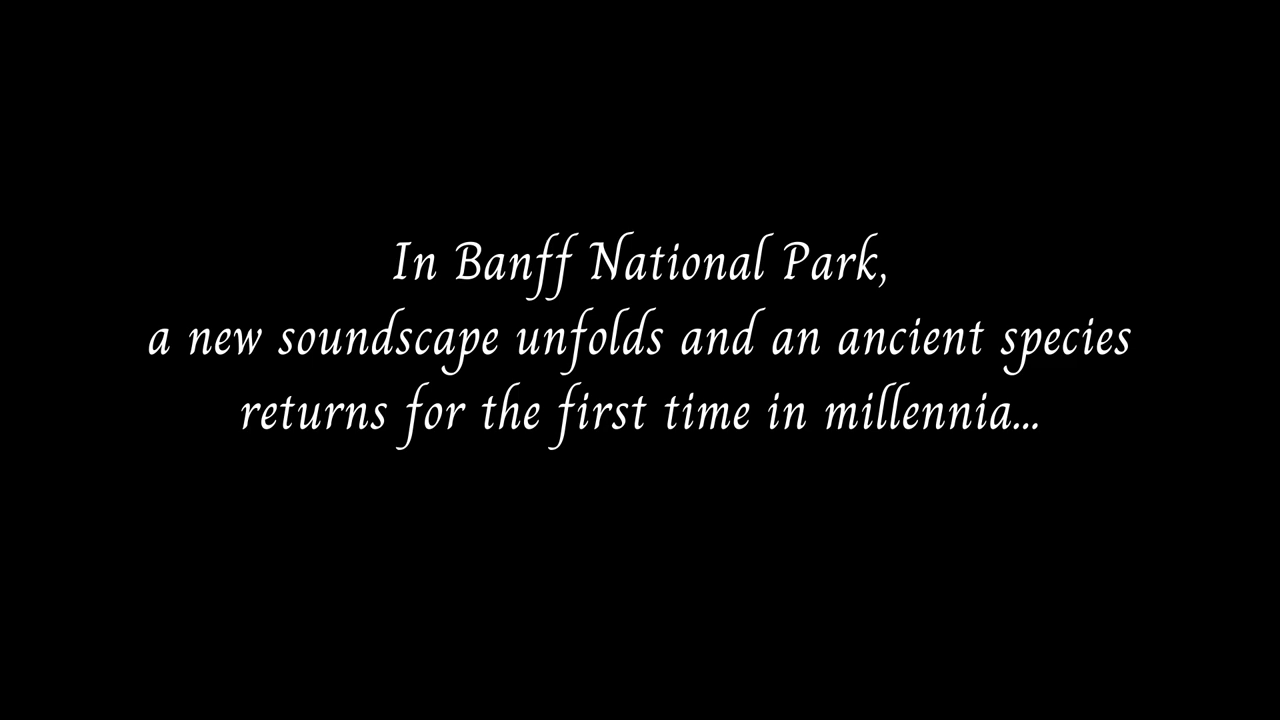 In Banff National Park,
a new soundscape unfolds and an ancient species
returns for the first time in millennia...